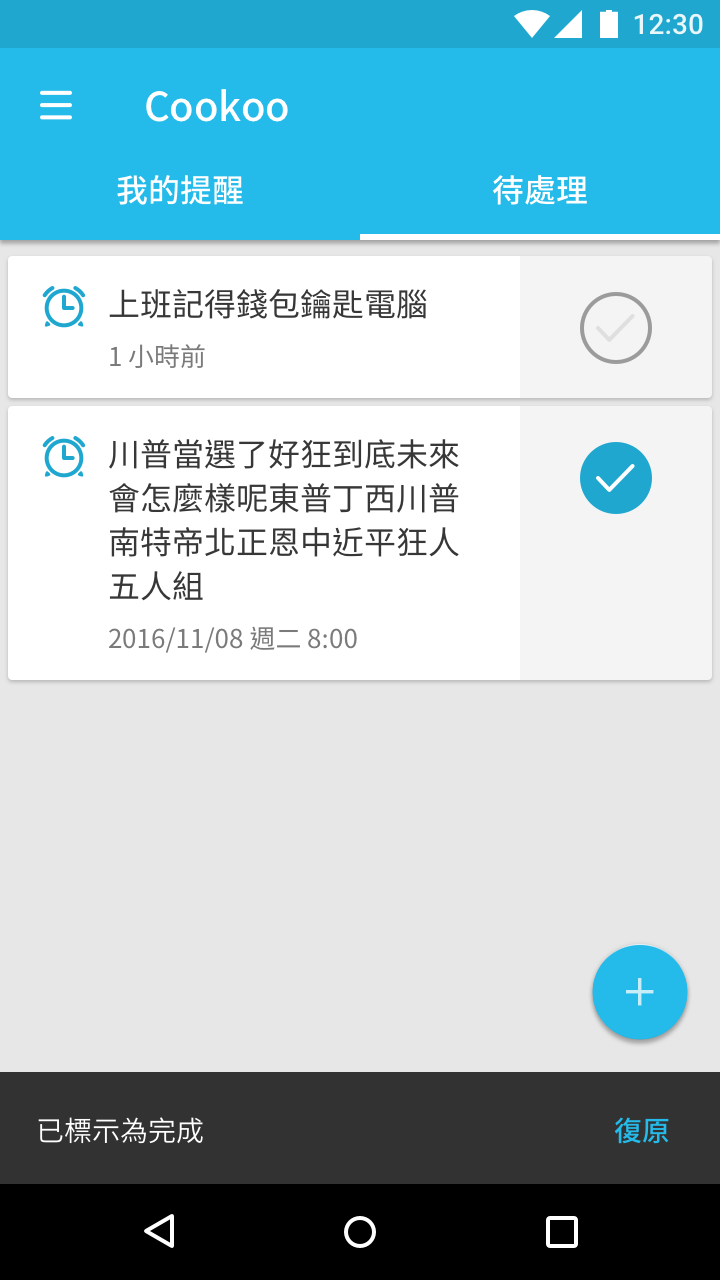 12:30
Cookoo
我的提醒
待處理
上班記得錢包鑰匙電腦
1 小時前
川普當選了好狂到底未來
會怎麼樣呢東普丁西川普
南特帝北正恩中近平狂人
五人組
2016/11/08 週二 8:00
已標示為完成
復原